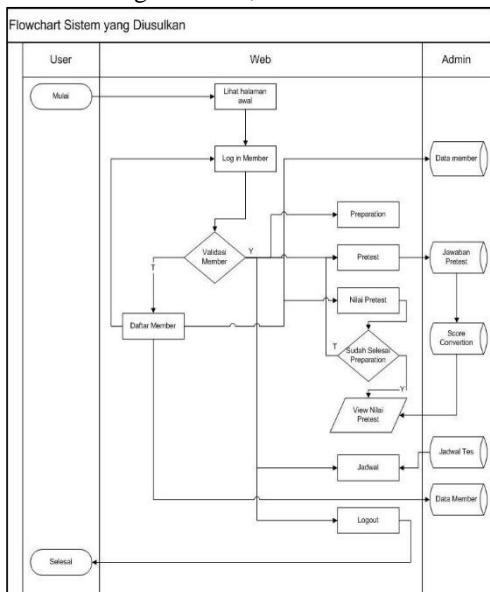 Flowchart Sistem yang Diusulkan
User
Web
Admin
Mulai
Lihat halaman
awal
Log in Member
Data member
Preparation
Validasi
Member
Y
T
Pretest
Jawaban
Pretest
Nilai Pretest
Daftar Member
T
Sudah Selesai
Preparation
Score
Convertion
Y
View Nilai
Pretest
Jadwal
Jadwal Tes
Data Member
Logout
Selesai